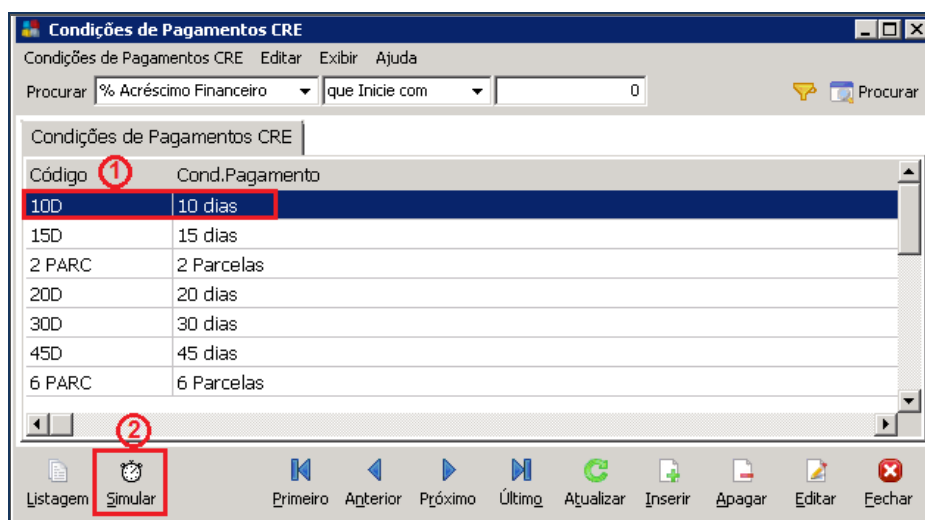 Condições de Pagamentos CRE
Condições de Pagamentos CRE Editar Exibir Ajuda
Procurar % Acréscimo Financeiro que Inicie com 0 Procurar
Condições de Pagamentos CRE
Código 1 Cond.Pagamento
10D 10 dias
15D 15 dias
2 PARC 2 Parcelas
20D 20 dias
30D 30 dias
45D 45 dias
6 PARC 6 Parcelas
2
Listagem Simular Primeiro Anterior Próximo Último Atualizar Inserir Apagar Editar Fechar